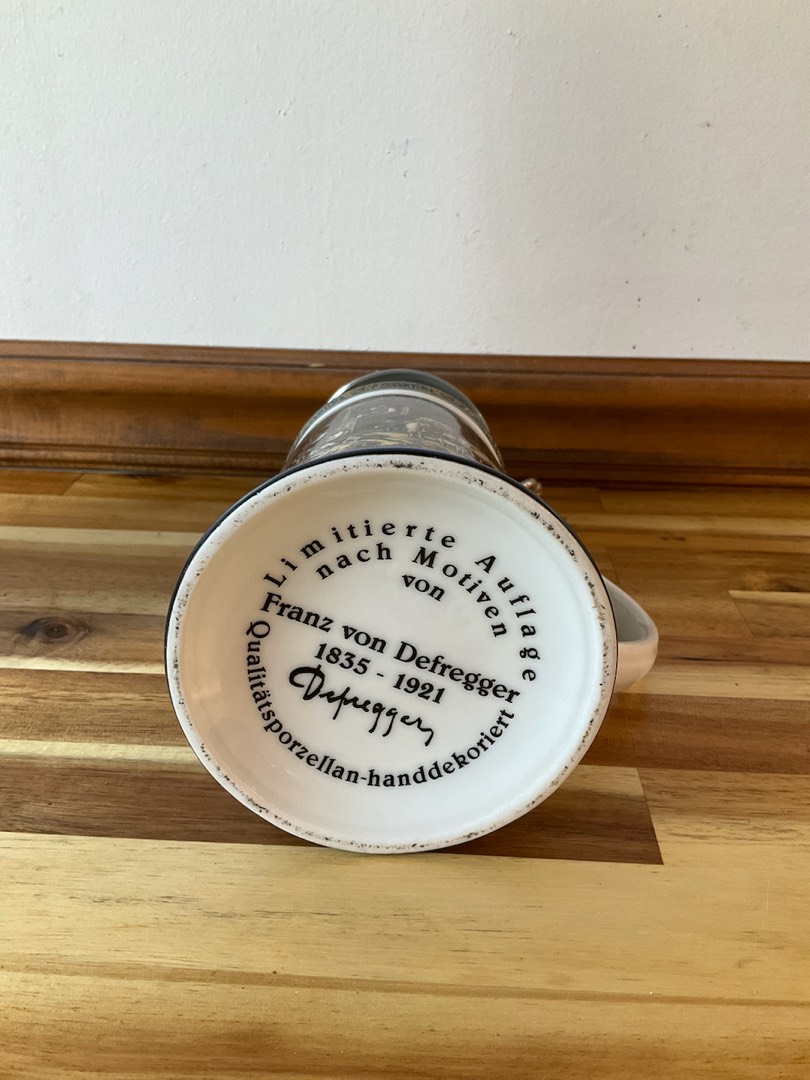 Limitierte Auflage
nach Motiven
von
Franz von Defregger
1835 - 1921
Defregger
Qualitätsporzellan-handdekoriert